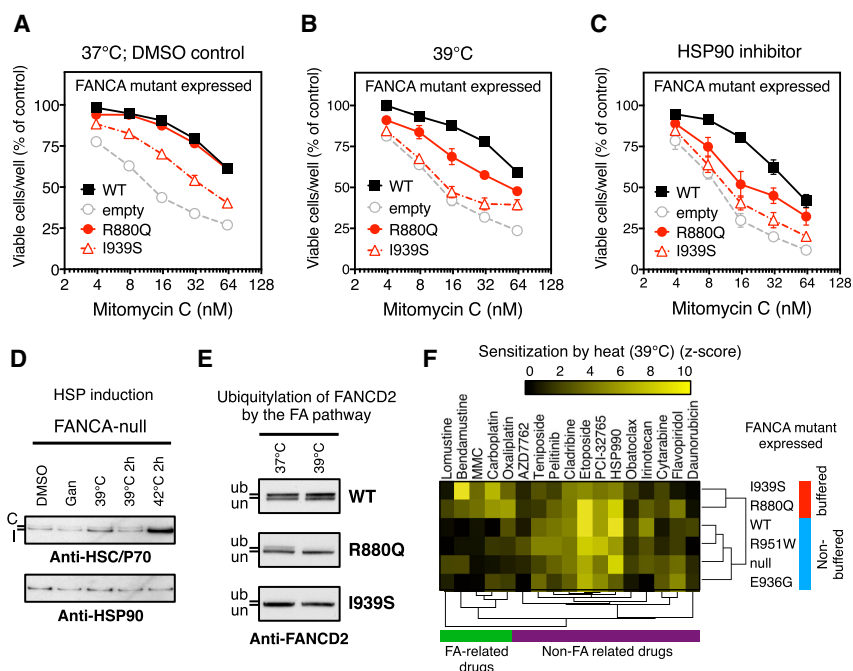 A
37°C; DMSO control
FANCA mutant expressed
Viable cells/well (% of control)
100
75
50
25
0
WT
empty
R880Q
I939S
2 4 8 16 32 64 128
Mitomycin C (nM)
B
39°C
FANCA mutant expressed
Viable cells/well (% of control)
100
75
50
25
0
WT
empty
R880Q
I939S
2 4 8 16 32 64 128
Mitomycin C (nM)
C
HSP90 inhibitor
FANCA mutant expressed
Viable cells/well (% of control)
100
75
50
25
0
WT
empty
R880Q
I939S
2 4 8 16 32 64 128
Mitomycin C (nM)
D
HSP induction
FANCA-null
DMSO
Gan
39°C
39°C 2h
42°C 2h
C
I
Anti-HSC/P70
Anti-HSP90
E
Ubiquitylation of FANCD2
by the FA pathway
37°C
39°C
ub
un
WT
ub
un
R880Q
ub
un
I939S
Anti-FANCD2
F
Sensitization by heat (39°C) (z-score)
0 2 4 6 8 10
Lomustine
Bendamustine
MMC
Carboplatin
Oxaliplatin
AZD7762
Teniposide
Pelitinib
Cladribine
Etoposide
PCI-32765
HSP990
Obatoclax
Irinotecan
Cytarabine
Flavopiridol
Daunorubicin
FANCA mutant
expressed
I939S
R880Q
WT
R951W
null
E936G
buffered
Non-
buffered
FA-related
drugs
Non-FA related drugs